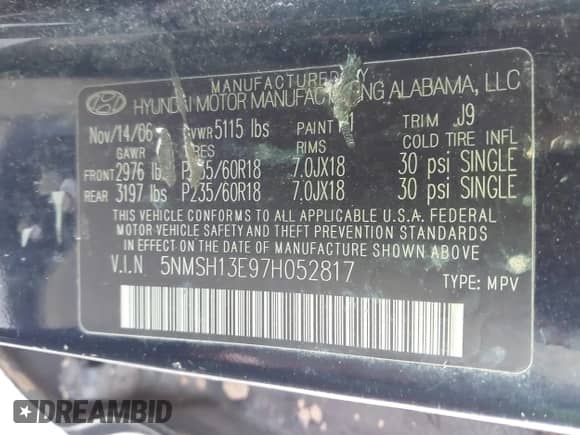 MANUFACTURED BY
HYUNDAI MOTOR MANUFACTURING ALABAMA, LLC
Nov/14/06 GVWR 5115 lbs PAINT TRIM J9
GAWR RIMS COLD TIRE INFL
FRONT 2976 lbs P235/60R18 7.0JX18 30 psi SINGLE
REAR 3197 lbs P235/60R18 7.0JX18 30 psi SINGLE
THIS VEHICLE CONFORMS TO ALL APPLICABLE U.S.A. FEDERAL
MOTOR VEHICLE SAFETY AND THEFT PREVENTION STANDARDS
IN EFFECT ON THE DATE OF MANUFACTURE SHOWN ABOVE.
V.I.N 5NMSH13E97H052817
TYPE: MPV
DREAMBID